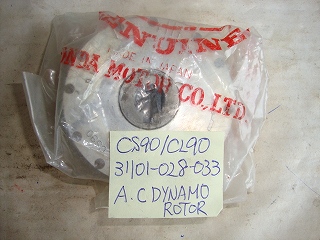 GENUINE
MADE IN JAPAN
HONDA MOTOR CO., LTD.
CS90/CL90
31101-028-033
A.C DYNAMO
ROTOR